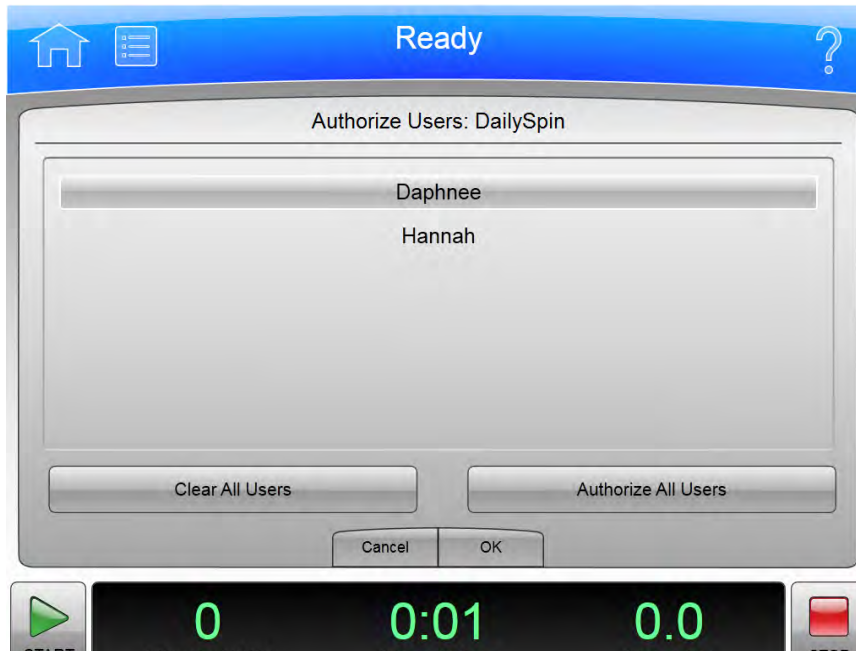 Ready
Authorize Users: DailySpin
Daphnee
Hannah
Clear All Users Authorize All Users
Cancel OK
0 0:01 0.0